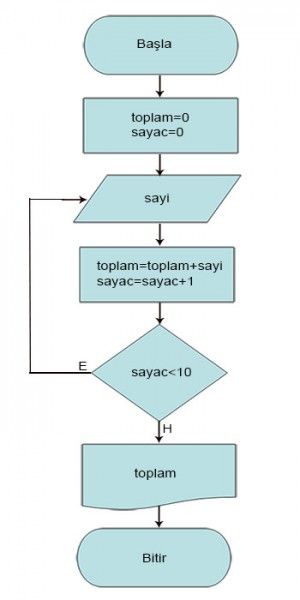 Başla
toplam=0
sayac=0
sayi
toplam=toplam+sayi
sayac=sayac+1
sayac<10
E
H
toplam
Bitir